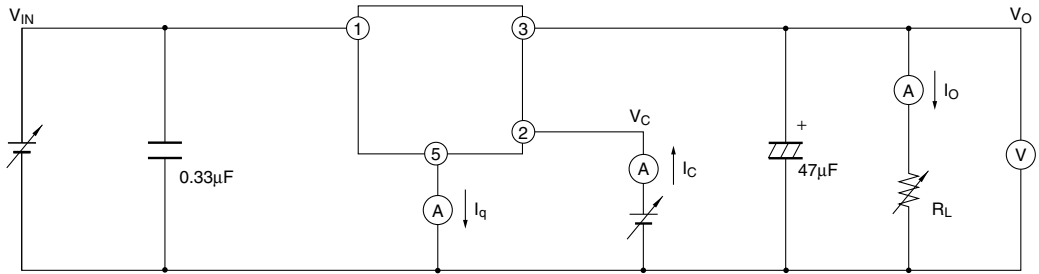 V_IN
V_O
1
3
A
I_O
2
V_C
+
5
A
I_C
V
0.33μF
47μF
A
I_q
R_L